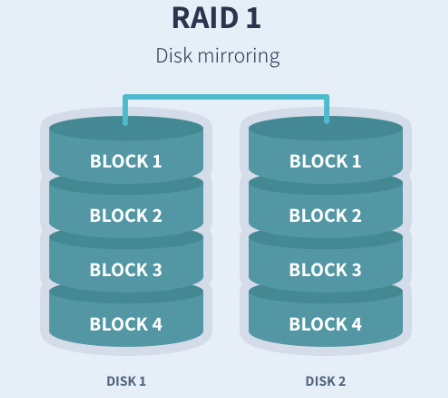 RAID 1
Disk mirroring
BLOCK 1 BLOCK 1
BLOCK 2 BLOCK 2
BLOCK 3 BLOCK 3
BLOCK 4 BLOCK 4
DISK 1 DISK 2